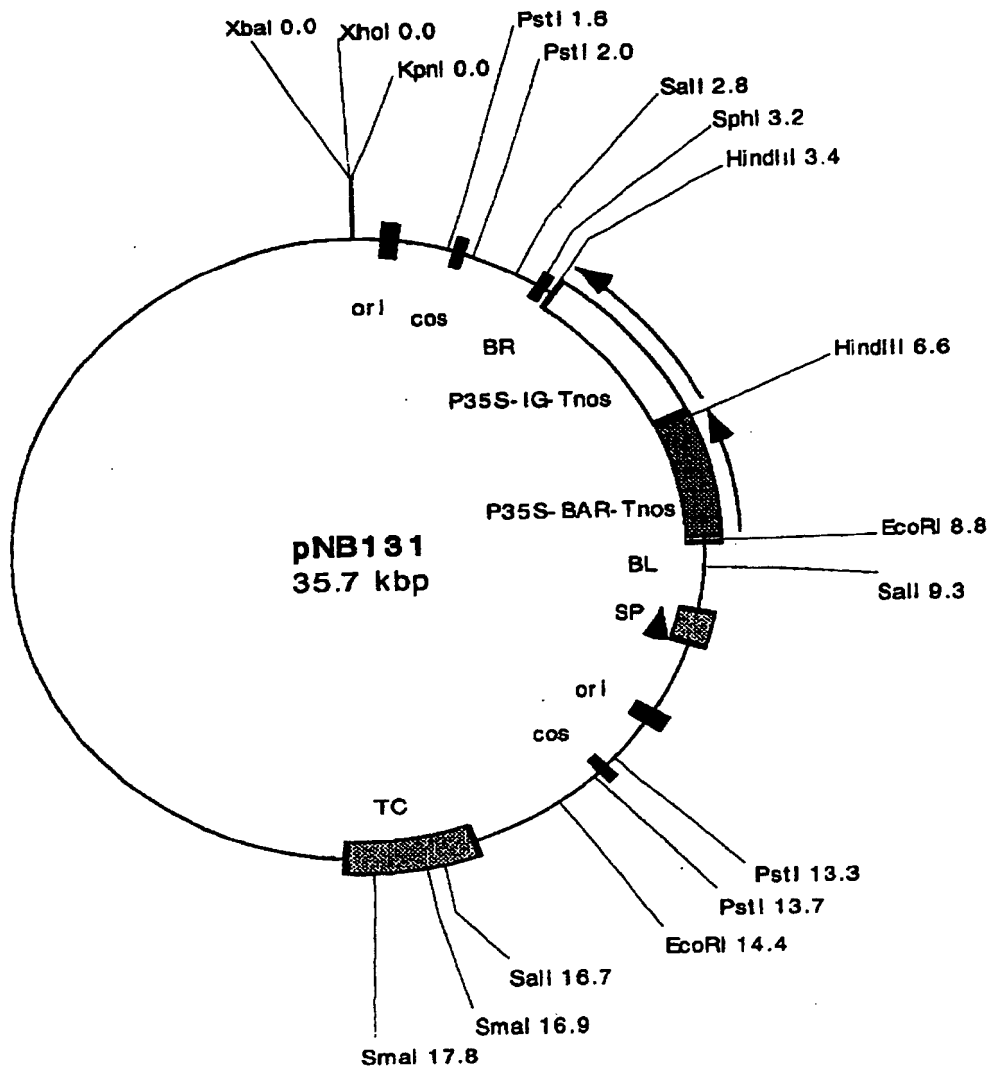 XbaI 0.0
XhoI 0.0
KpnI 0.0
PstI 1.8
PstI 2.0
SalI 2.8
SphI 3.2
HindIII 3.4
ori
cos
BR
HindIII 6.6
P35S-IG-Tnos
P35S-BAR-Tnos
EcoRI 8.8
pNB131
35.7 kbp
BL
SalI 9.3
SP
ori
cos
TC
PstI 13.3
PstI 13.7
EcoRI 14.4
SalI 16.7
SmaI 16.9
SmaI 17.8